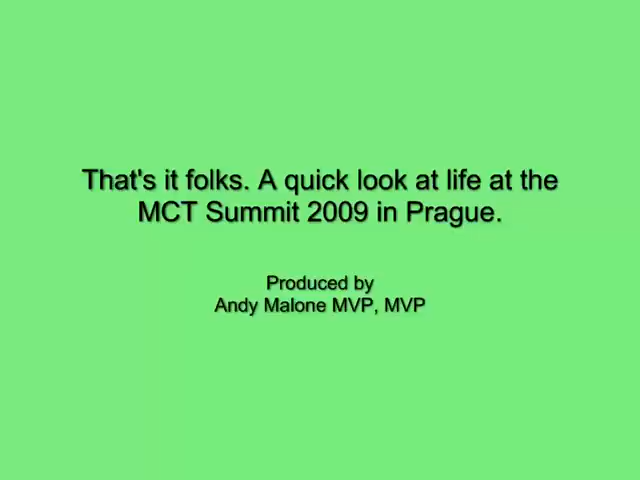 That's it folks. A quick look at life at the
MCT Summit 2009 in Prague.
Produced by
Andy Malone MVP, MVP